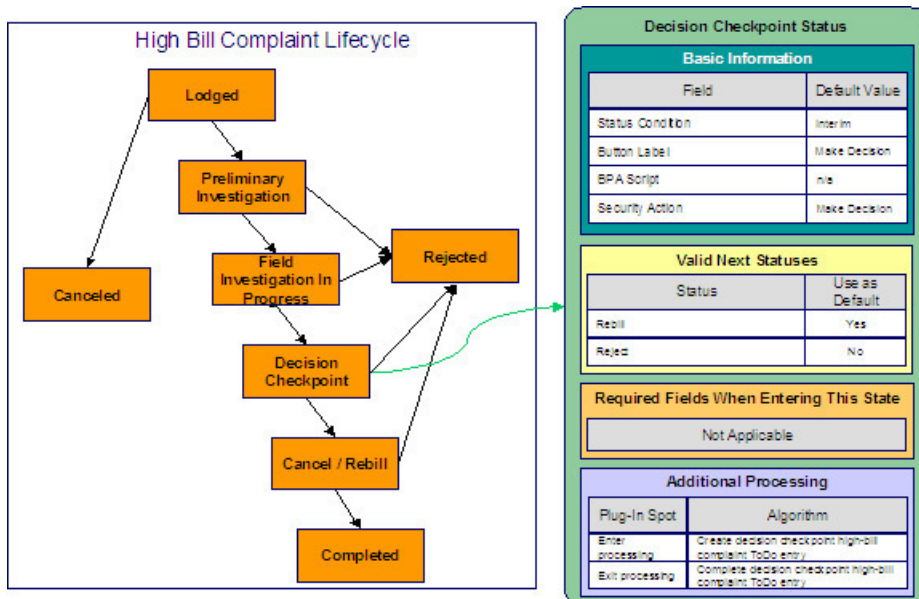 High Bill Complaint Lifecycle
Lodged
Preliminary
Investigation
Field
Investigation In
Progress
Rejected
Canceled
Decision
Checkpoint
Cancel / Rebill
Completed
Decision Checkpoint Status
Basic Information
Field Default Value
Status Condition Interim
Button Label Make Decision
BPA Script n/a
Security Action Make Decision
Valid Next Statuses
Status Use as
Default
Rebill Yes
Reject No
Required Fields When Entering This State
Not Applicable
Additional Processing
Plug-In Spot Algorithm
Enter Create decision checkpoint high-bill
processing complaint ToDo entry
Exit processing Complete decision checkpoint high-bill
complaint ToDo entry